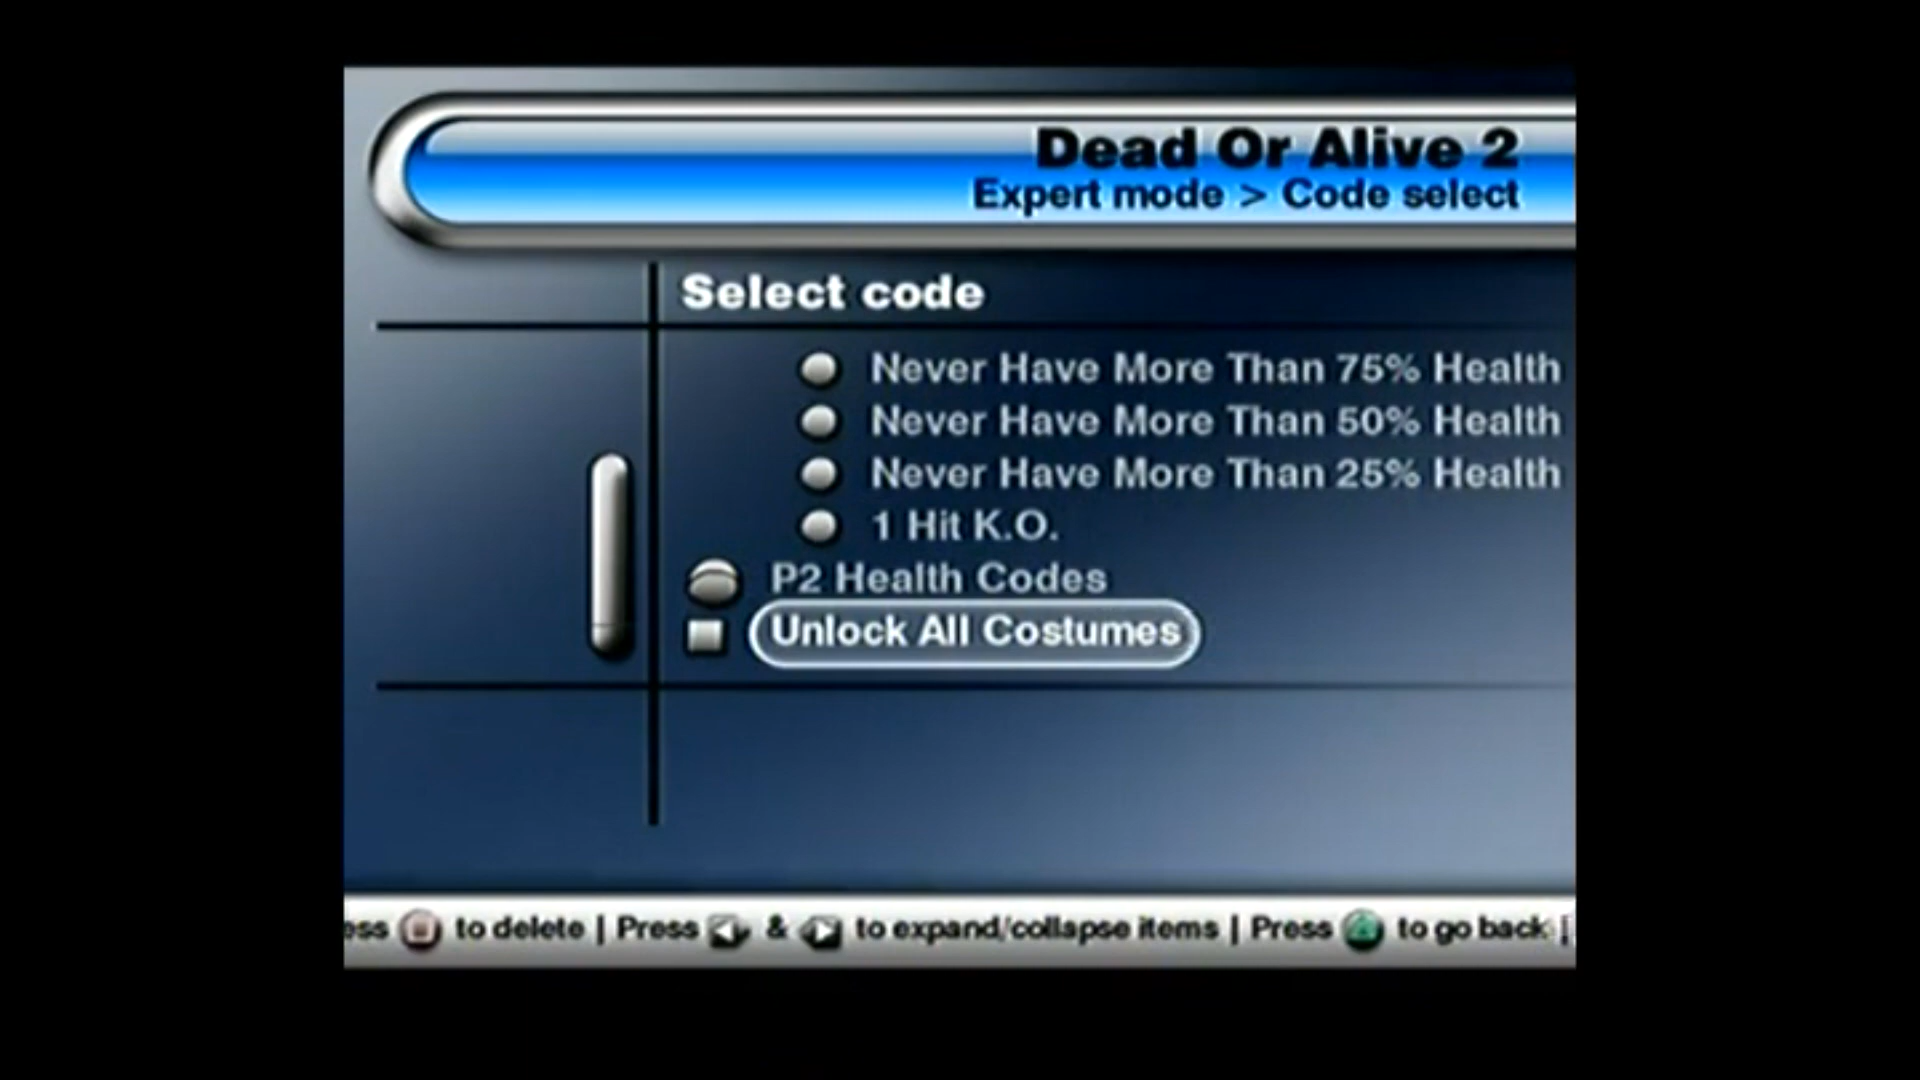 Dead Or Alive 2
Expert mode > Code select
Select code
Never Have More Than 75% Health
Never Have More Than 50% Health
Never Have More Than 25% Health
1 Hit K.O.
P2 Health Codes
Unlock All Costumes
ess to delete | Press & to expand/collapse items | Press to go back |